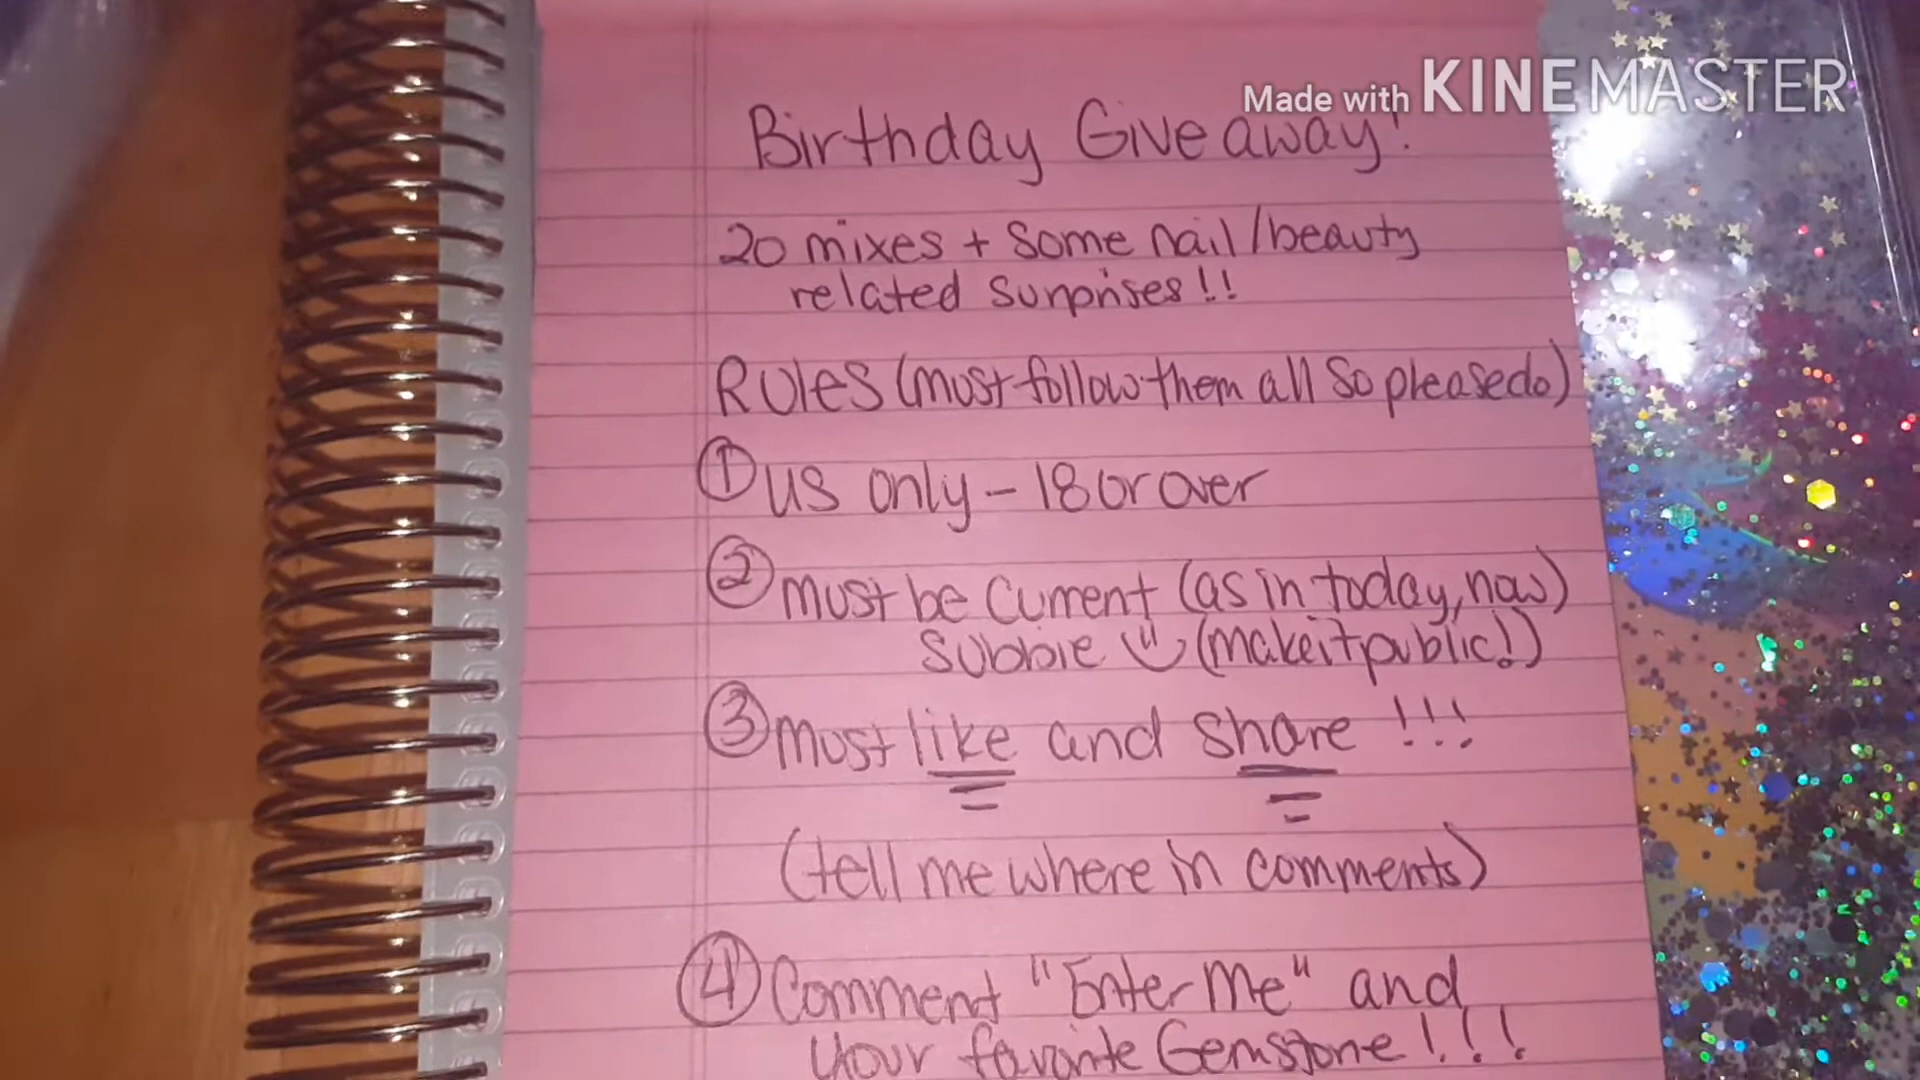 Made with KINEMASTER
Birthday Giveaway!
20 mixes + Some nail/beauty
related surprises!!
Rules (must follow them all so please do)
① US only - 18 or over
② must be current (as in today, now)
subbie (make it public!)
③ must like and share !!!
(tell me where in comments)
④ Comment "Enter Me" and
your favorite Gemstone!!!